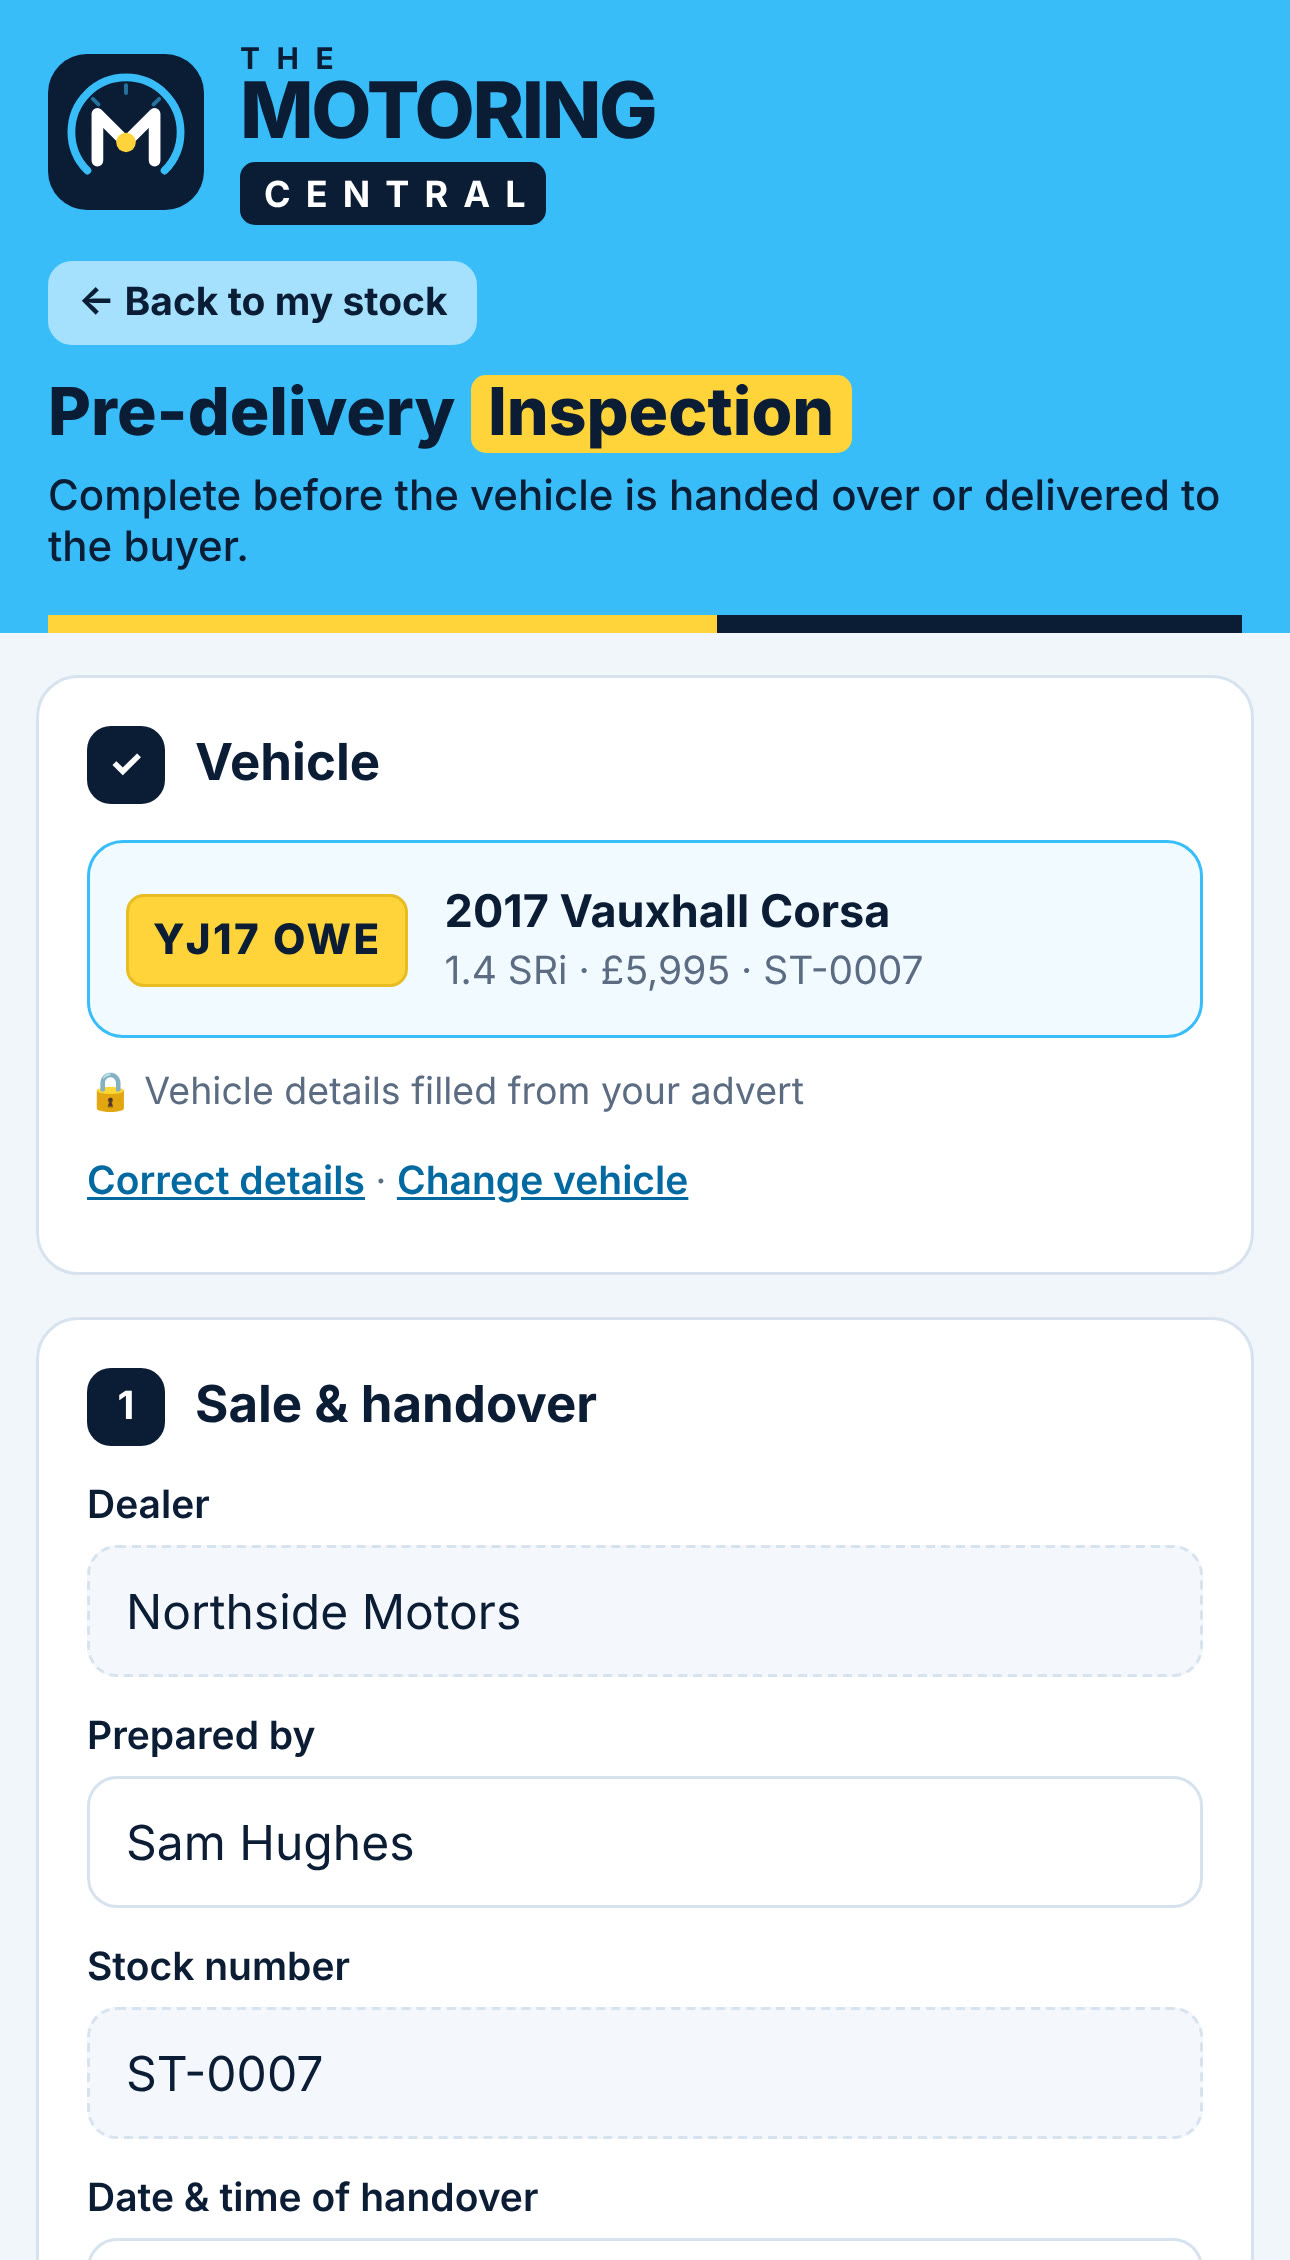 THE
MOTORING
CENTRAL
← Back to my stock
Pre-delivery Inspection
Complete before the vehicle is handed over or delivered to
the buyer.
Vehicle
YJ17 OWE
2017 Vauxhall Corsa
1.4 SRi · £5,995 · ST-0007
🔒 Vehicle details filled from your advert
Correct details · Change vehicle
1 Sale & handover
Dealer
Northside Motors
Prepared by
Sam Hughes
Stock number
ST-0007
Date & time of handover